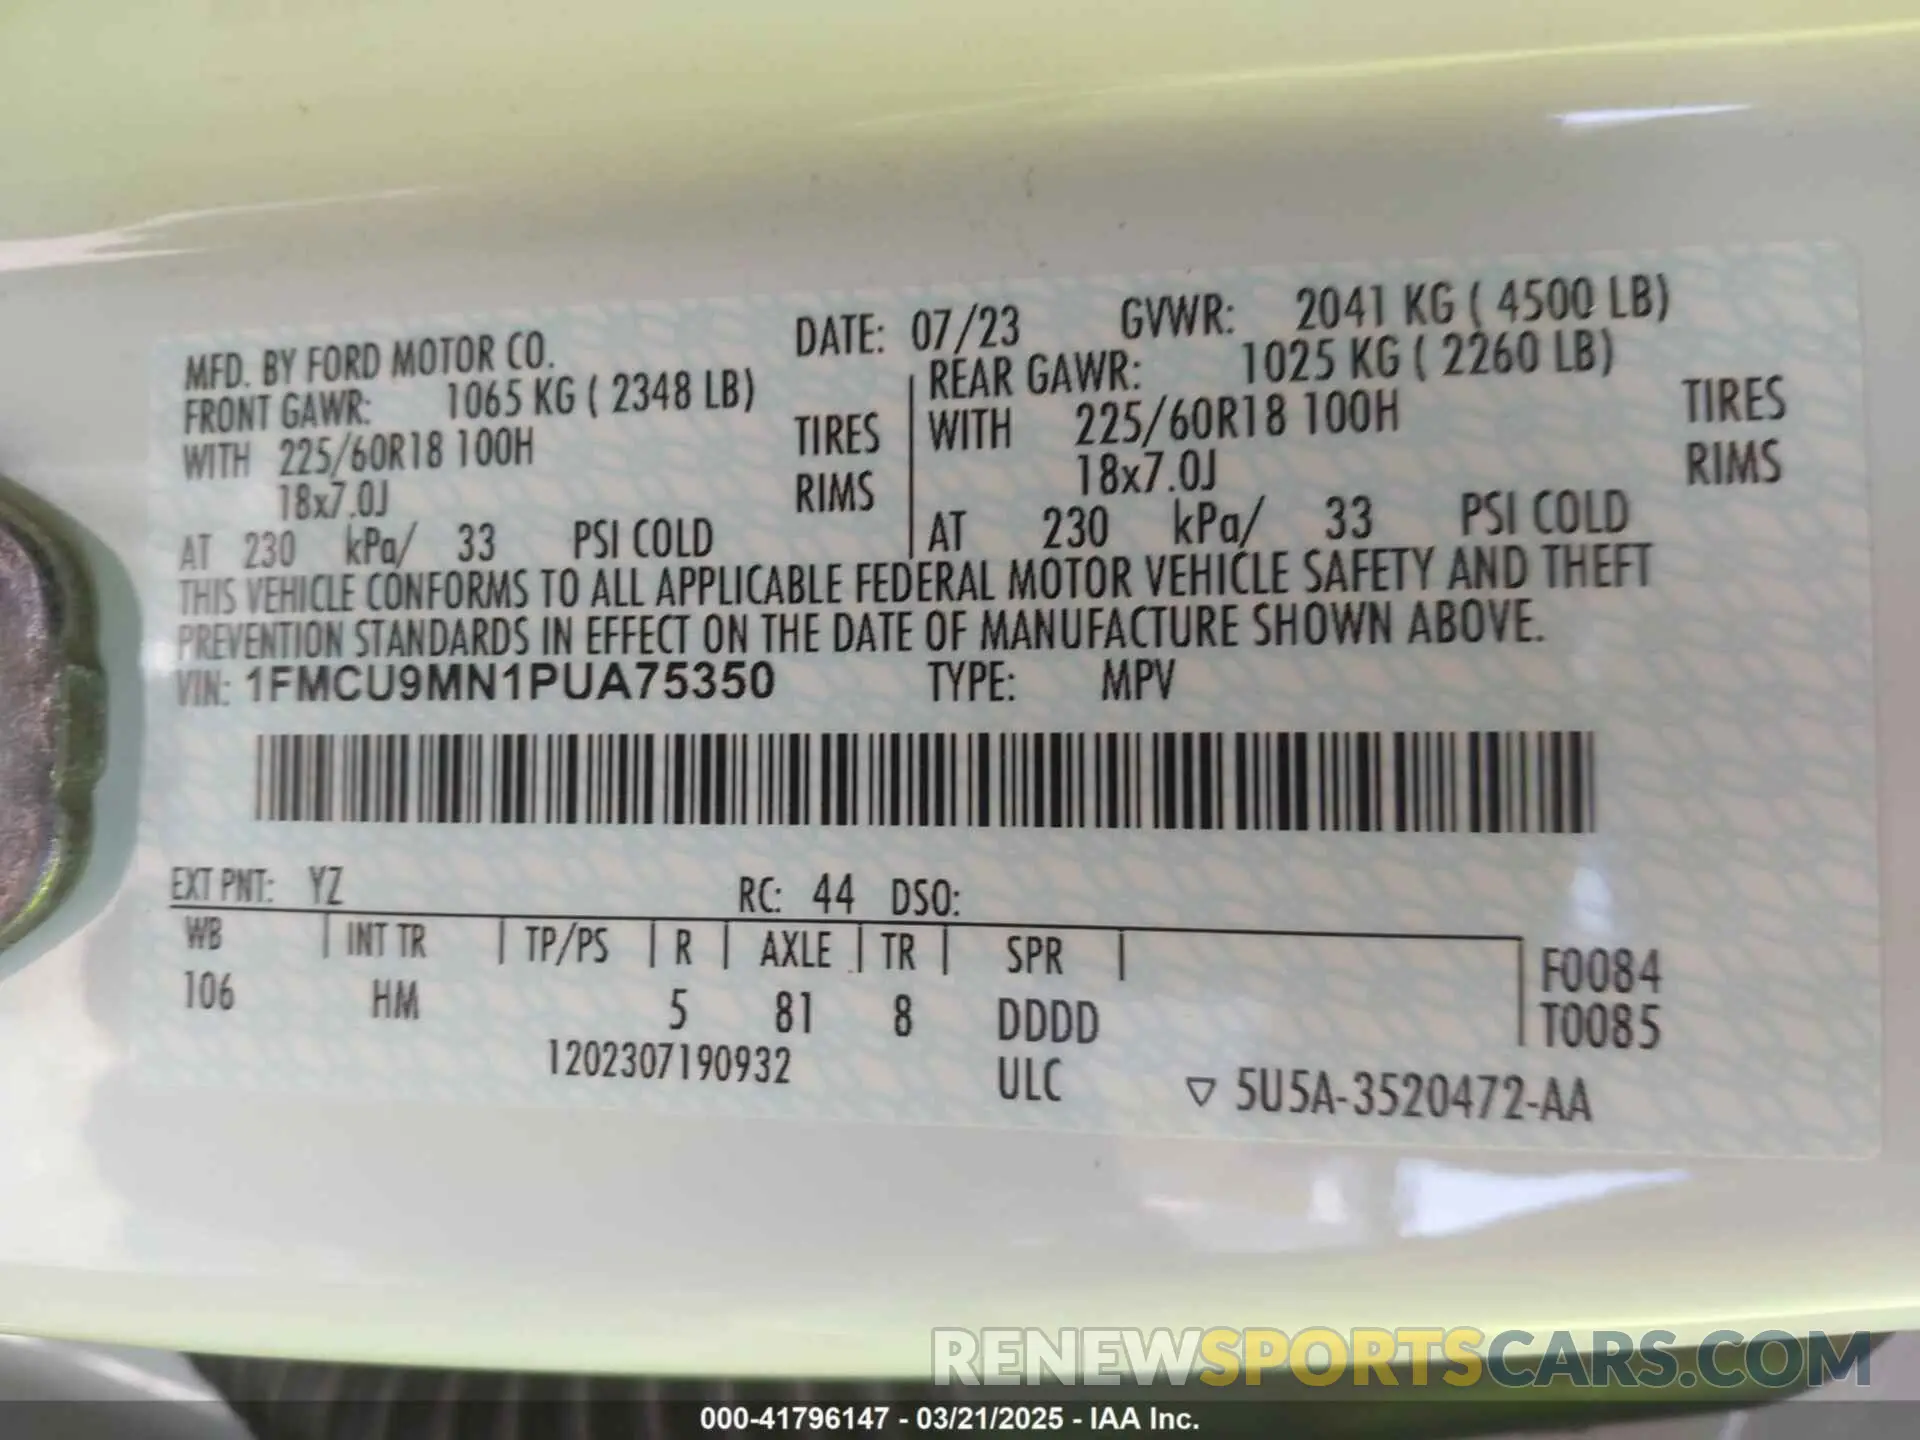 MFD. BY FORD MOTOR CO. DATE: 07/23 GVWR: 2041 KG ( 4500 LB)
FRONT GAWR: 1065 KG ( 2348 LB) REAR GAWR: 1025 KG ( 2260 LB)
WITH 225/60R18 100H TIRES WITH 225/60R18 100H TIRES
18x7.0J RIMS 18x7.0J RIMS
AT 230 kPa/ 33 PSI COLD AT 230 kPa/ 33 PSI COLD
THIS VEHICLE CONFORMS TO ALL APPLICABLE FEDERAL MOTOR VEHICLE SAFETY AND THEFT
PREVENTION STANDARDS IN EFFECT ON THE DATE OF MANUFACTURE SHOWN ABOVE.
VIN: 1FMCU9MN1PUA75350 TYPE: MPV
EXT PNT: YZ RC: 44 DSO:
WB INT TR TP/PS R AXLE TR SPR F0084
106 HM 5 81 8 DDDD T0085
1202307190932 ULC ▽ 5U5A-3520472-AA
RENEWSPORTSCARS.COM
000-41796147 - 03/21/2025 - IAA Inc.